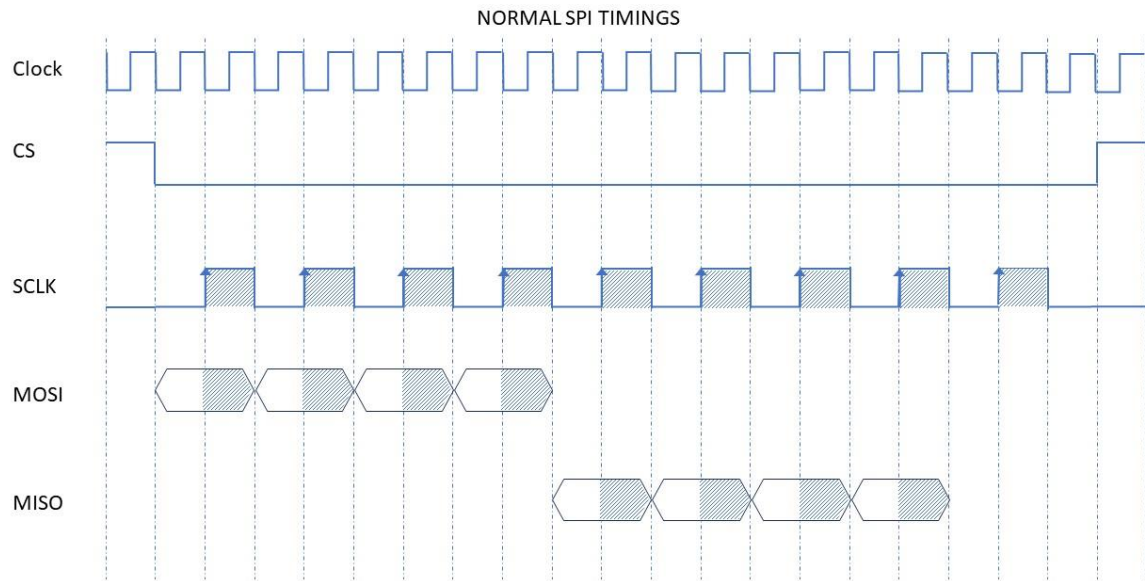 NORMAL SPI TIMINGS
Clock
CS
SCLK
MOSI
MISO